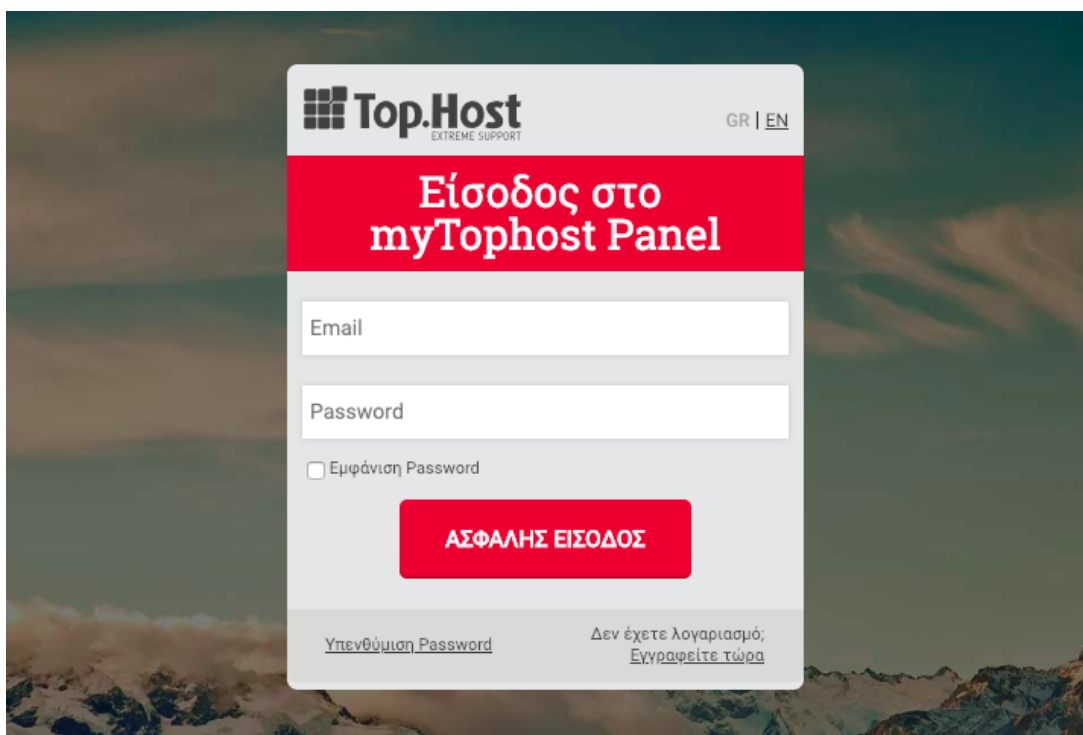 Top.Host
EXTREME SUPPORT
GR | EN
Είσοδος στο
myTophost Panel
Email
Password
Εμφάνιση Password
ΑΣΦΑΛΗΣ ΕΙΣΟΔΟΣ
Υπενθύμιση Password
Δεν έχετε λογαριασμό;
Εγγραφείτε τώρα